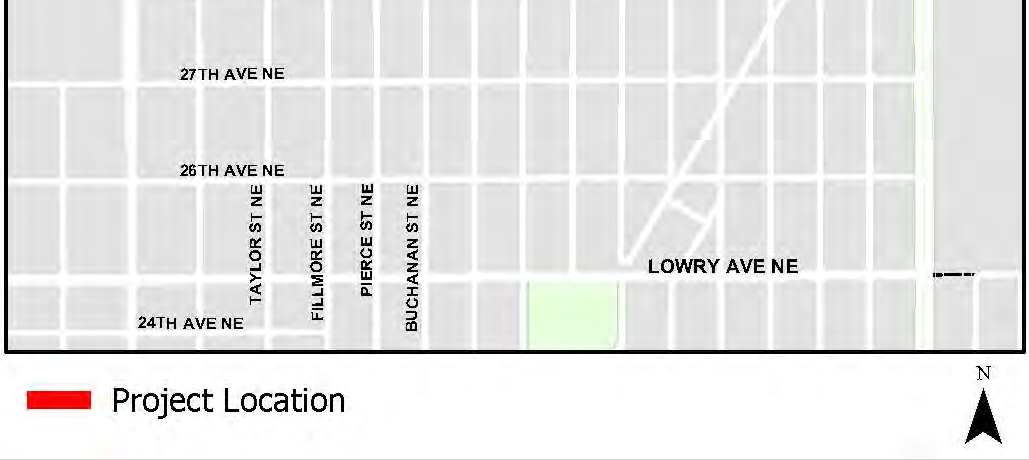 27TH AVE NE
26TH AVE NE
TAYLOR ST NE
FILLMORE ST NE
PIERCE ST NE
BUCHANAN ST NE
LOWRY AVE NE
24TH AVE NE
Project Location
N